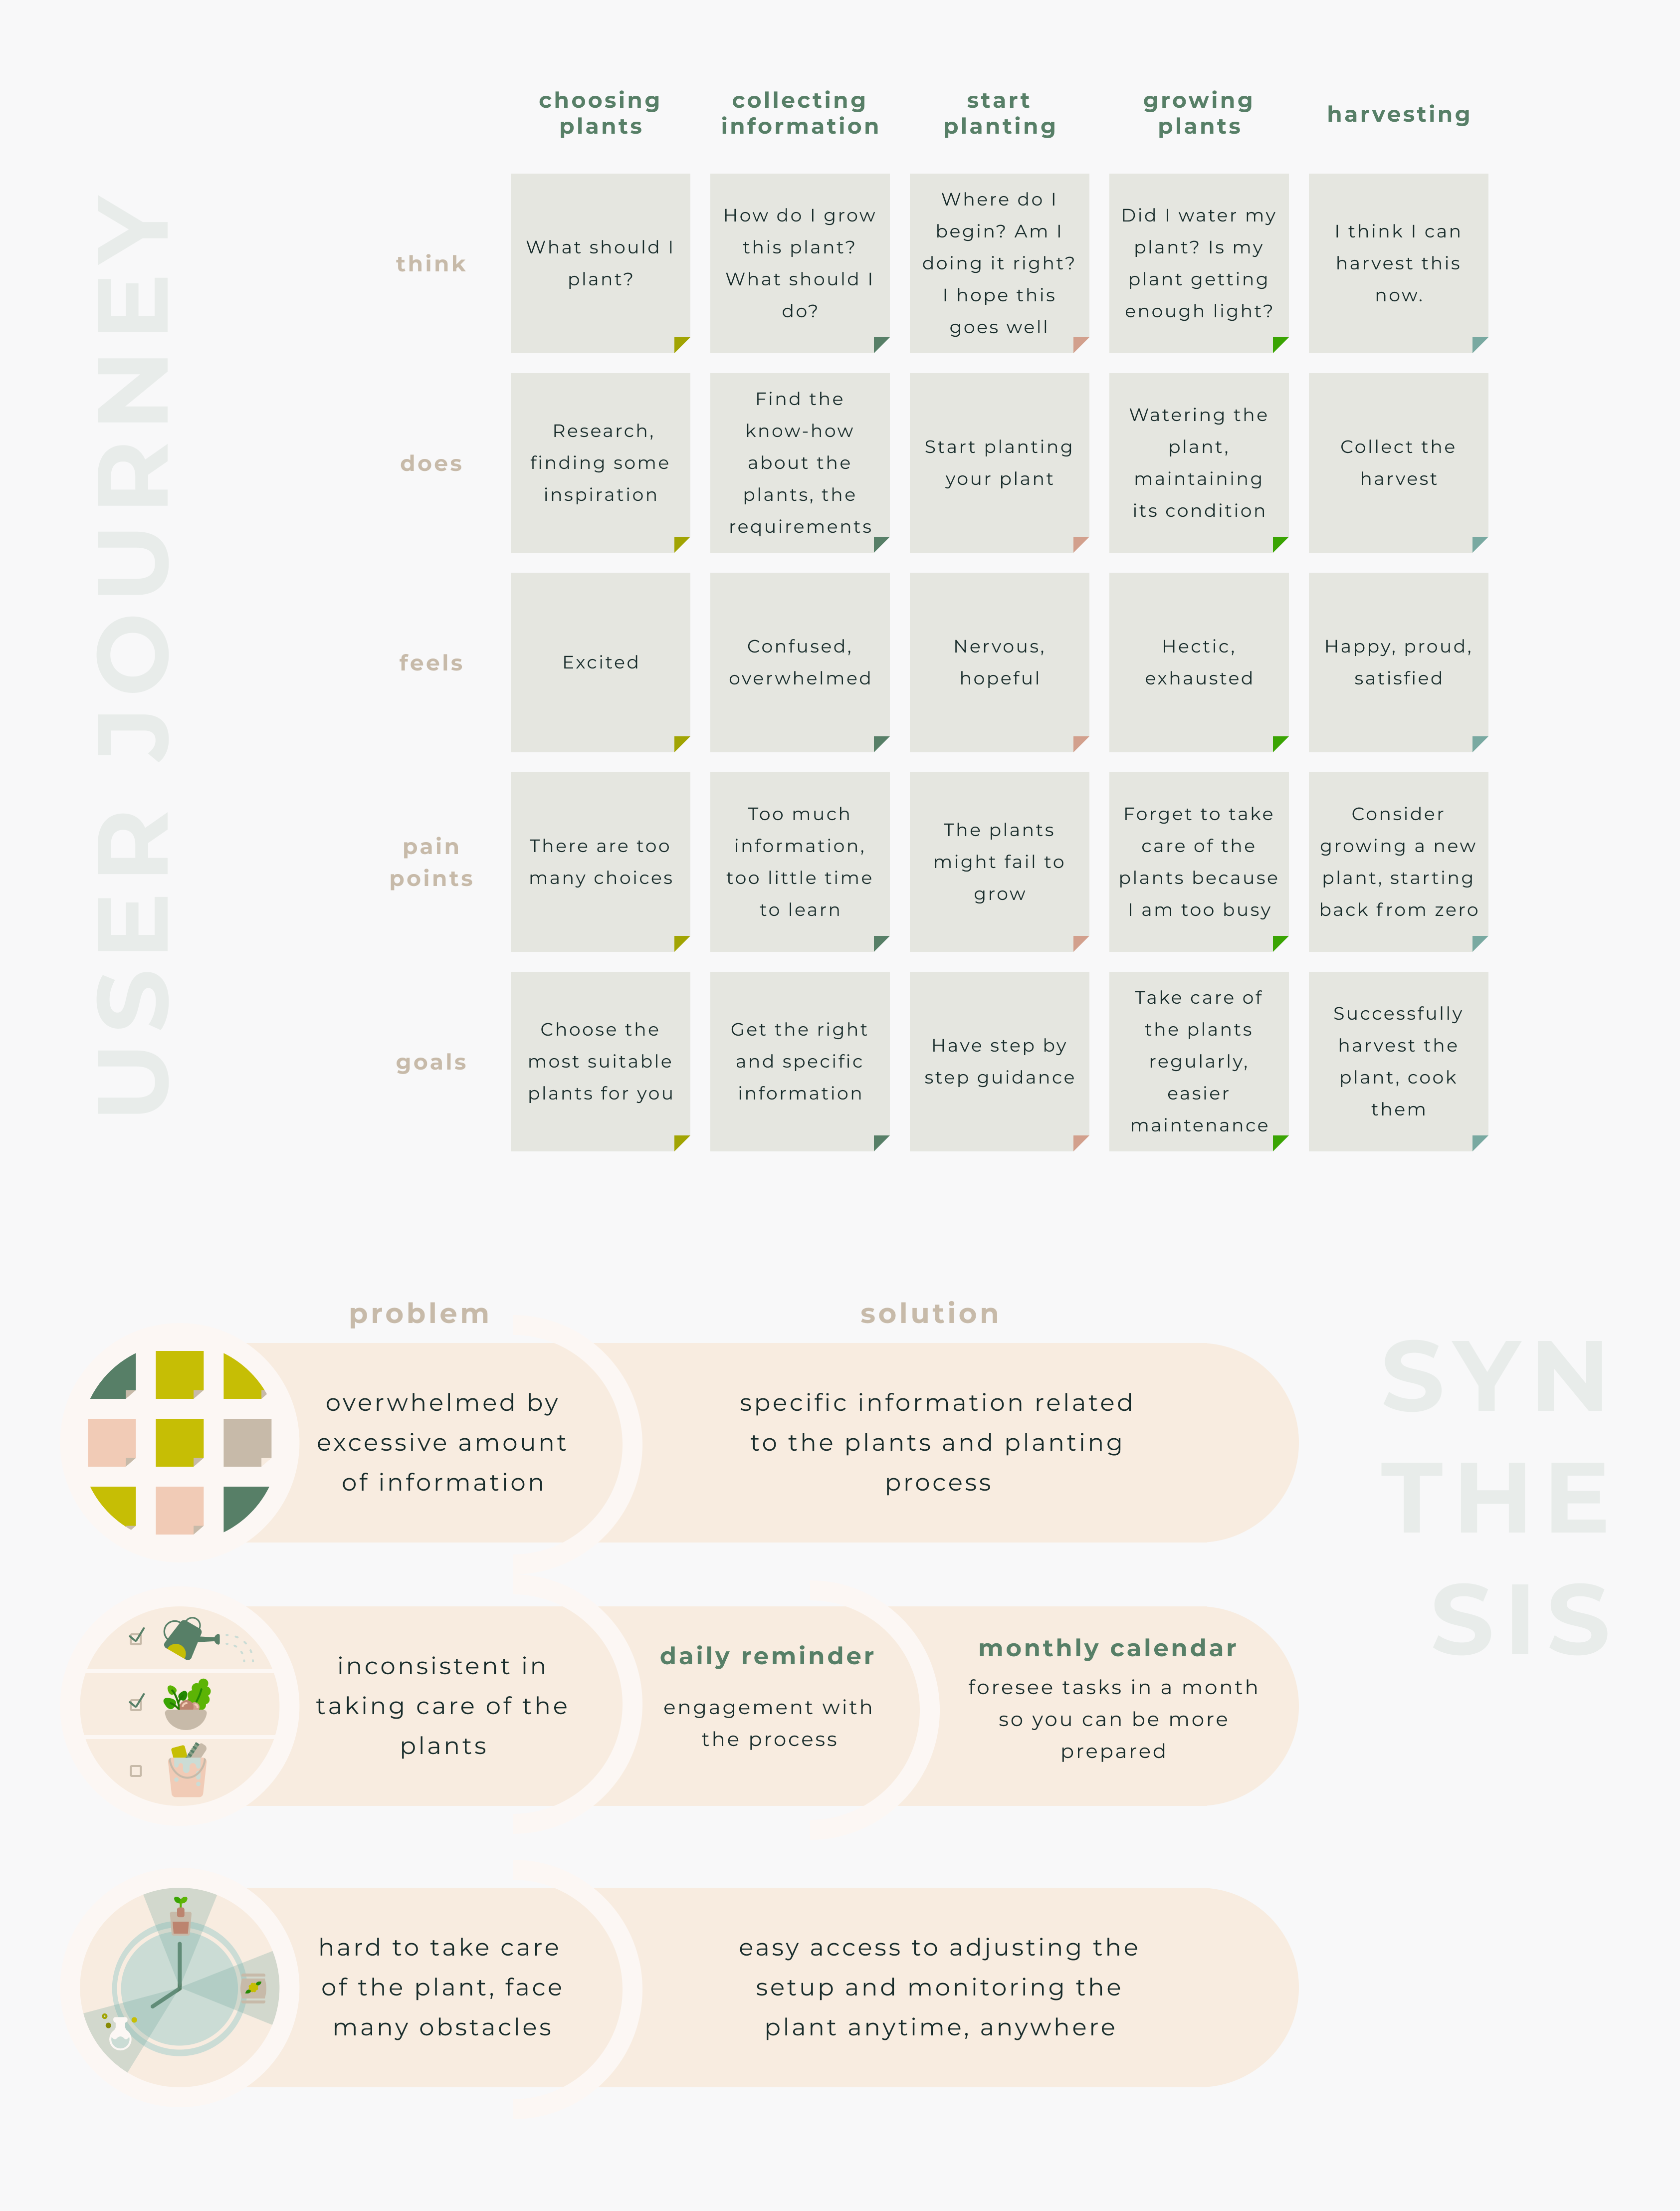 USER JOURNEY
choosing
plants
collecting
information
start
planting
growing
plants
harvesting
think
What should I
plant?
How do I grow
this plant?
What should I
do?
Where do I
begin? Am I
doing it right?
I hope this
goes well
Did I water my
plant? Is my
plant getting
enough light?
I think I can
harvest this
now.
does
Research,
finding some
inspiration
Find the
know-how
about the
plants, the
requirements
Start planting
your plant
Watering the
plant,
maintaining
its condition
Collect the
harvest
feels
Excited
Confused,
overwhelmed
Nervous,
hopeful
Hectic,
exhausted
Happy, proud,
satisfied
pain
points
There are too
many choices
Too much
information,
too little time
to learn
The plants
might fail to
grow
Forget to take
care of the
plants because
I am too busy
Consider
growing a new
plant, starting
back from zero
goals
Choose the
most suitable
plants for you
Get the right
and specific
information
Have step by
step guidance
Take care of
the plants
regularly,
easier
maintenance
Successfully
harvest the
plant, cook
them
SYN
THE
SIS
problem
solution
overwhelmed by
excessive amount
of information
specific information related
to the plants and planting
process
inconsistent in
taking care of the
plants
daily reminder
engagement with
the process
monthly calendar
foresee tasks in a month
so you can be more
prepared
hard to take care
of the plant, face
many obstacles
easy access to adjusting the
setup and monitoring the
plant anytime, anywhere